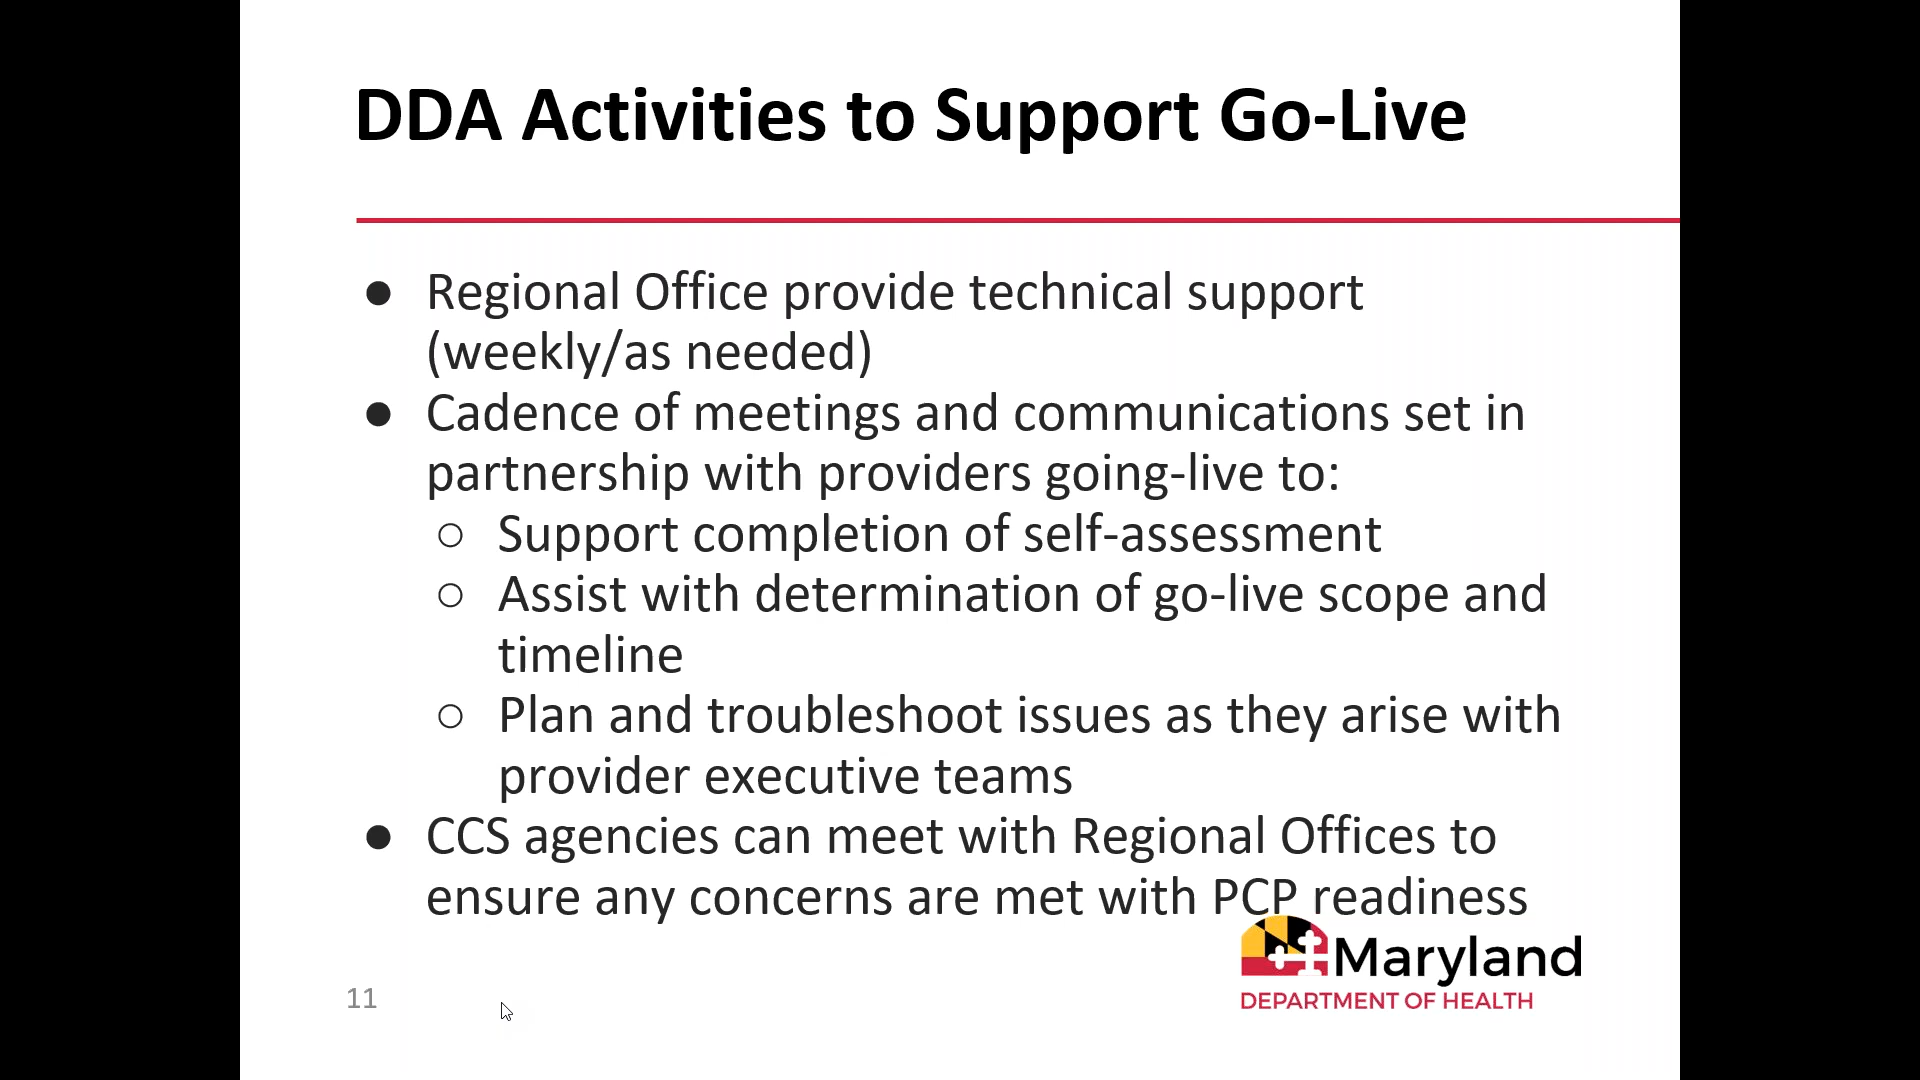 DDA Activities to Support Go-Live
● Regional Office provide technical support
(weekly/as needed)
● Cadence of meetings and communications set in
partnership with providers going-live to:
○ Support completion of self-assessment
○ Assist with determination of go-live scope and
timeline
○ Plan and troubleshoot issues as they arise with
provider executive teams
● CCS agencies can meet with Regional Offices to
ensure any concerns are met with PCP readiness
Maryland
DEPARTMENT OF HEALTH
11